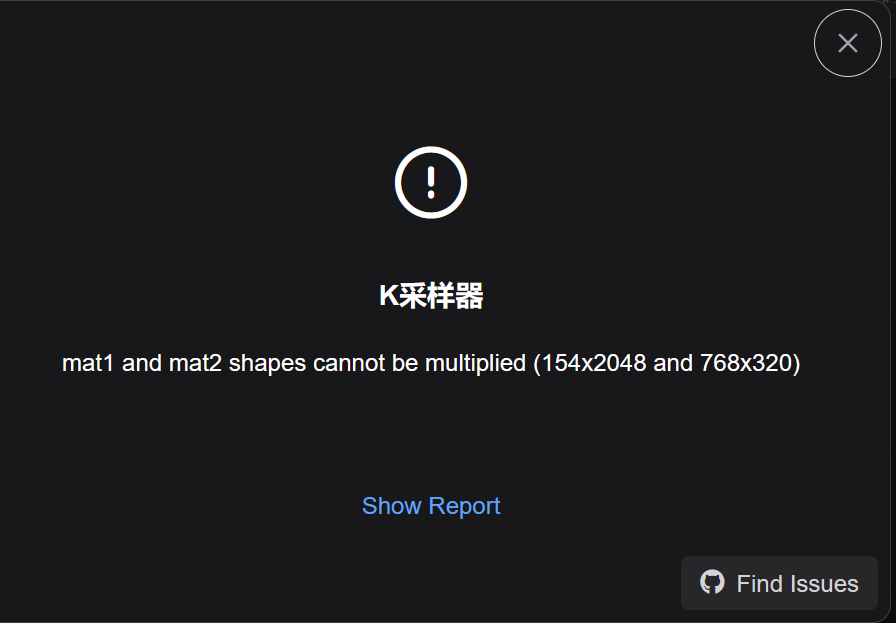 K采样器
mat1 and mat2 shapes cannot be multiplied (154x2048 and 768x320)
Show Report
Find Issues